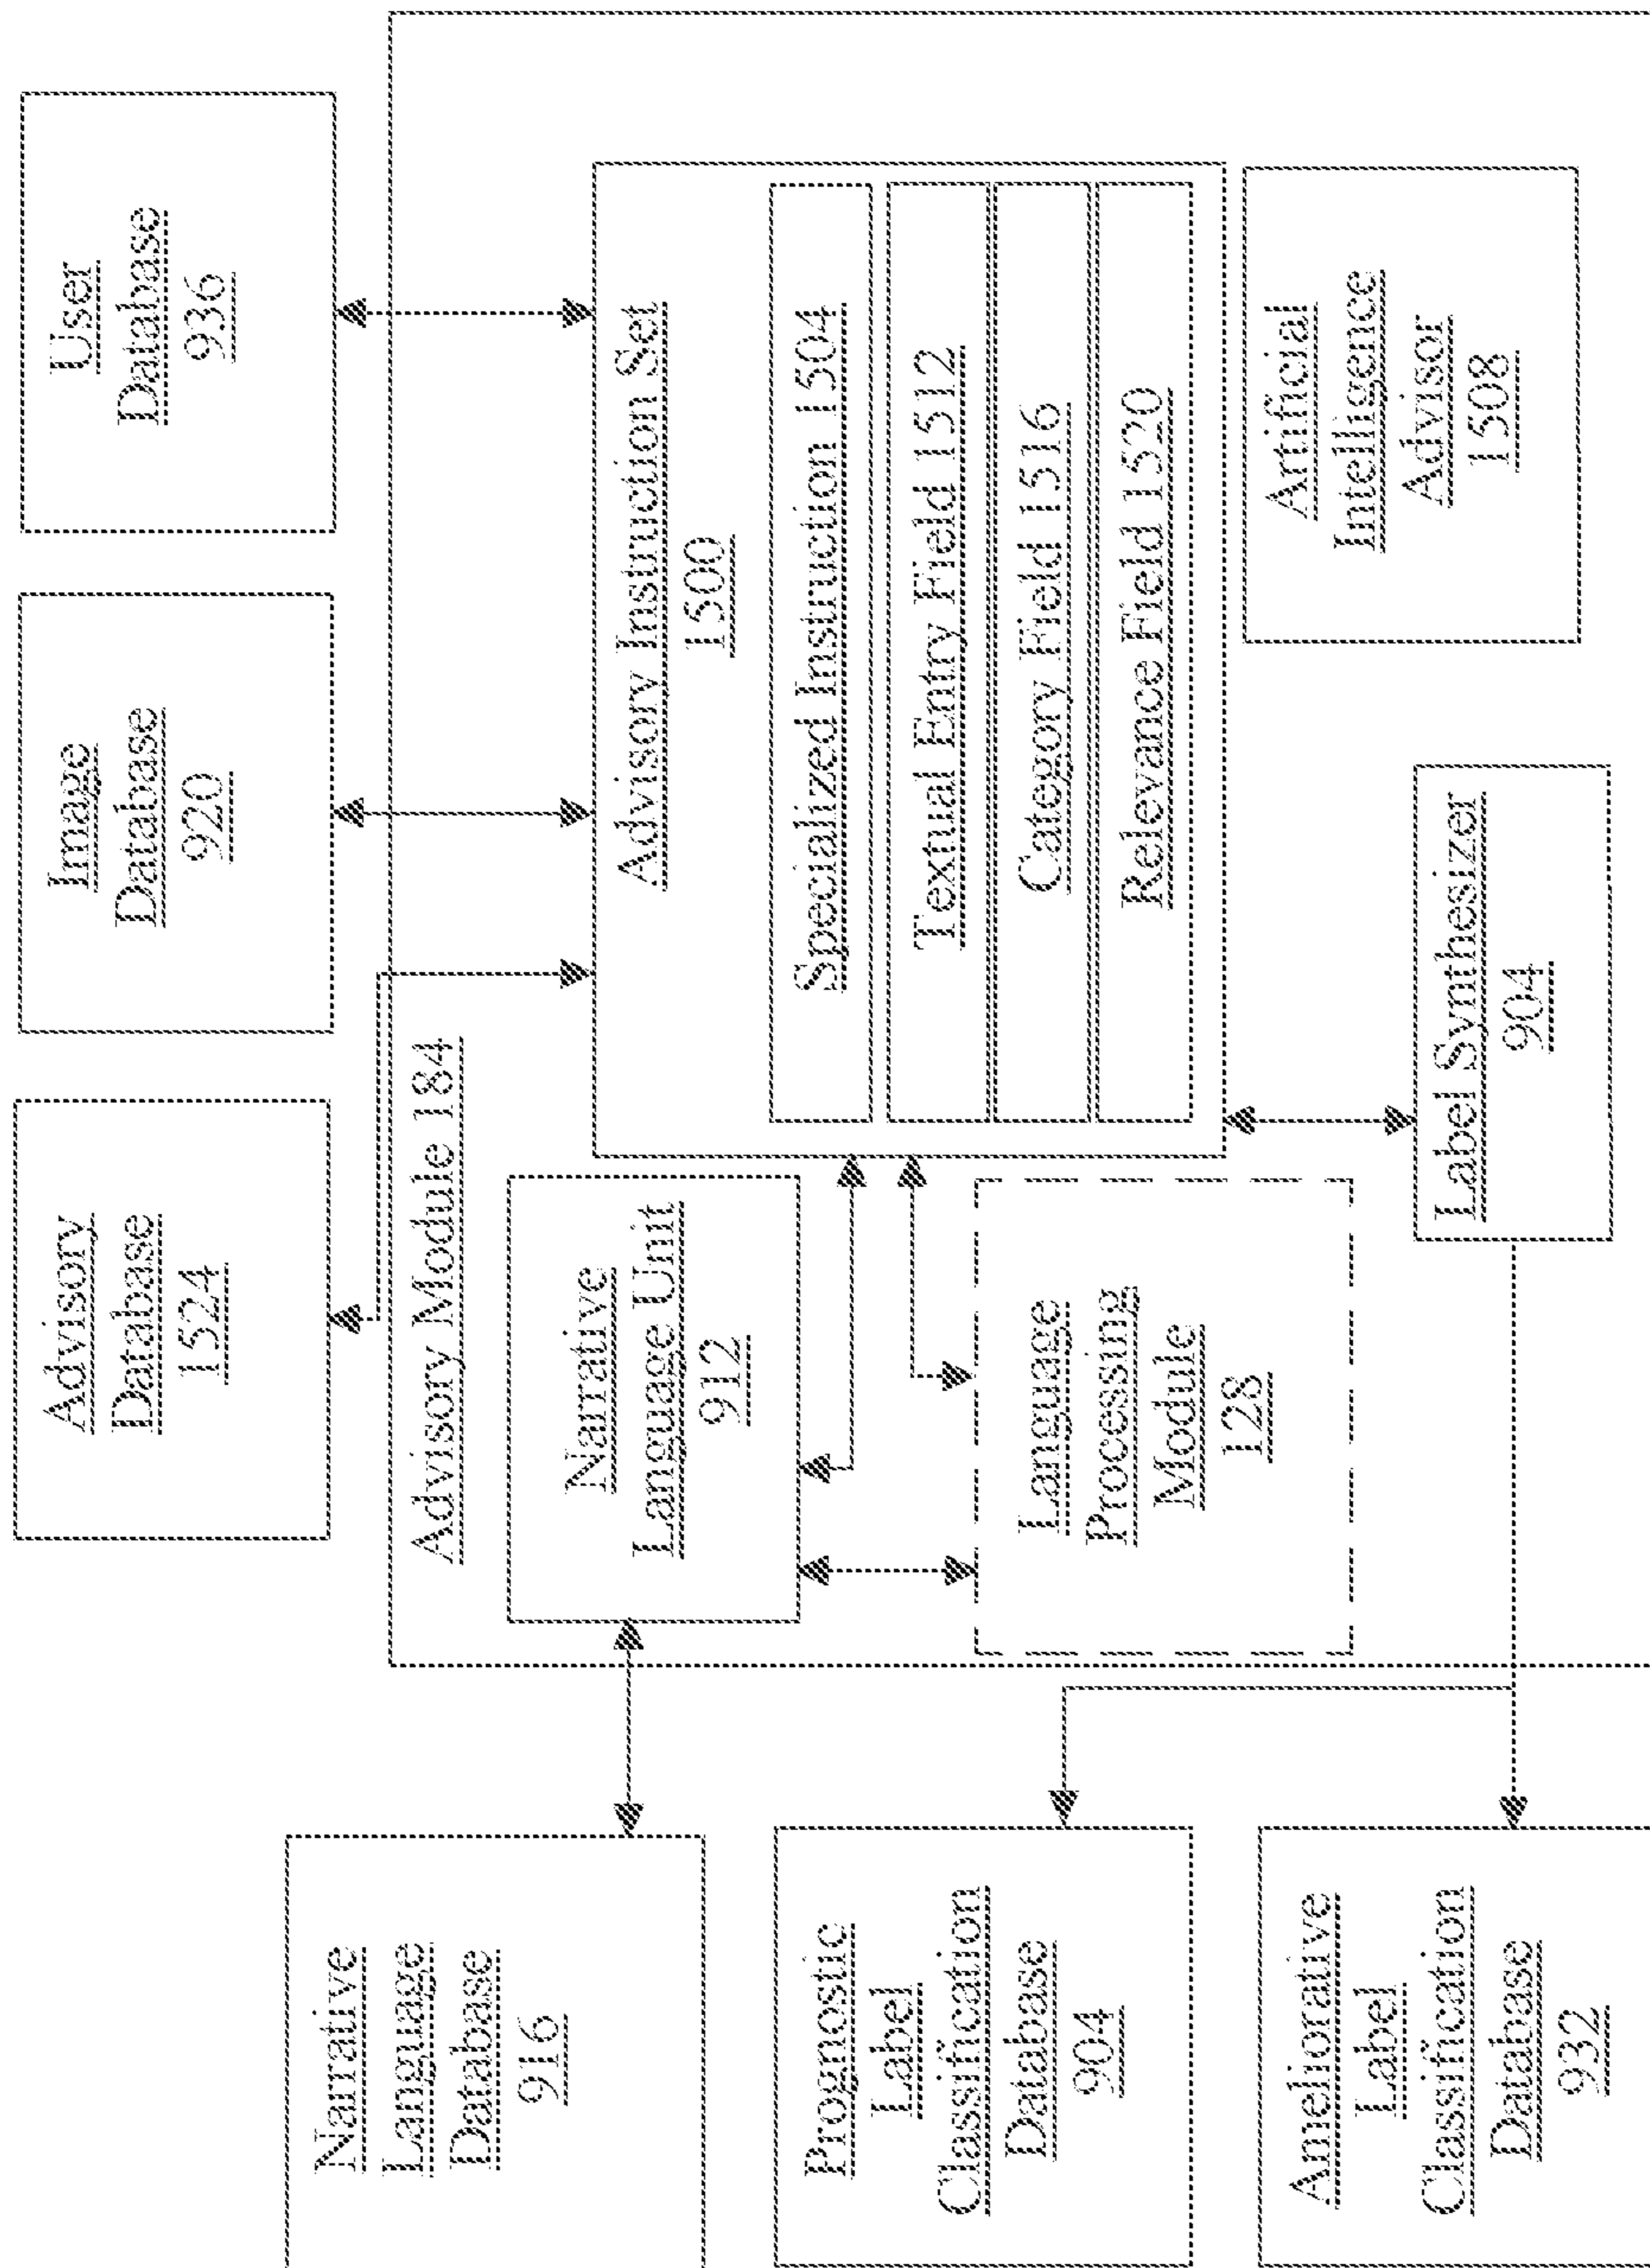 Advisory
Database
1524
Image
Database
920
User
Database
936
Advisory Module 184
Narrative
Language Database
916
Narrative
Language Unit
912
Advisory Instruction Set
1500
Specialized Instruction 1504
Textual Entry Field 1512
Category Field 1516
Relevance Field 1520
Prognostic
Label
Classification
Database
904
Language
Processing
Module
128
Artificial
Intelligence
Advisor
1508
Label Synthesizer
904
Ameliorative
Label
Classification
Database
932